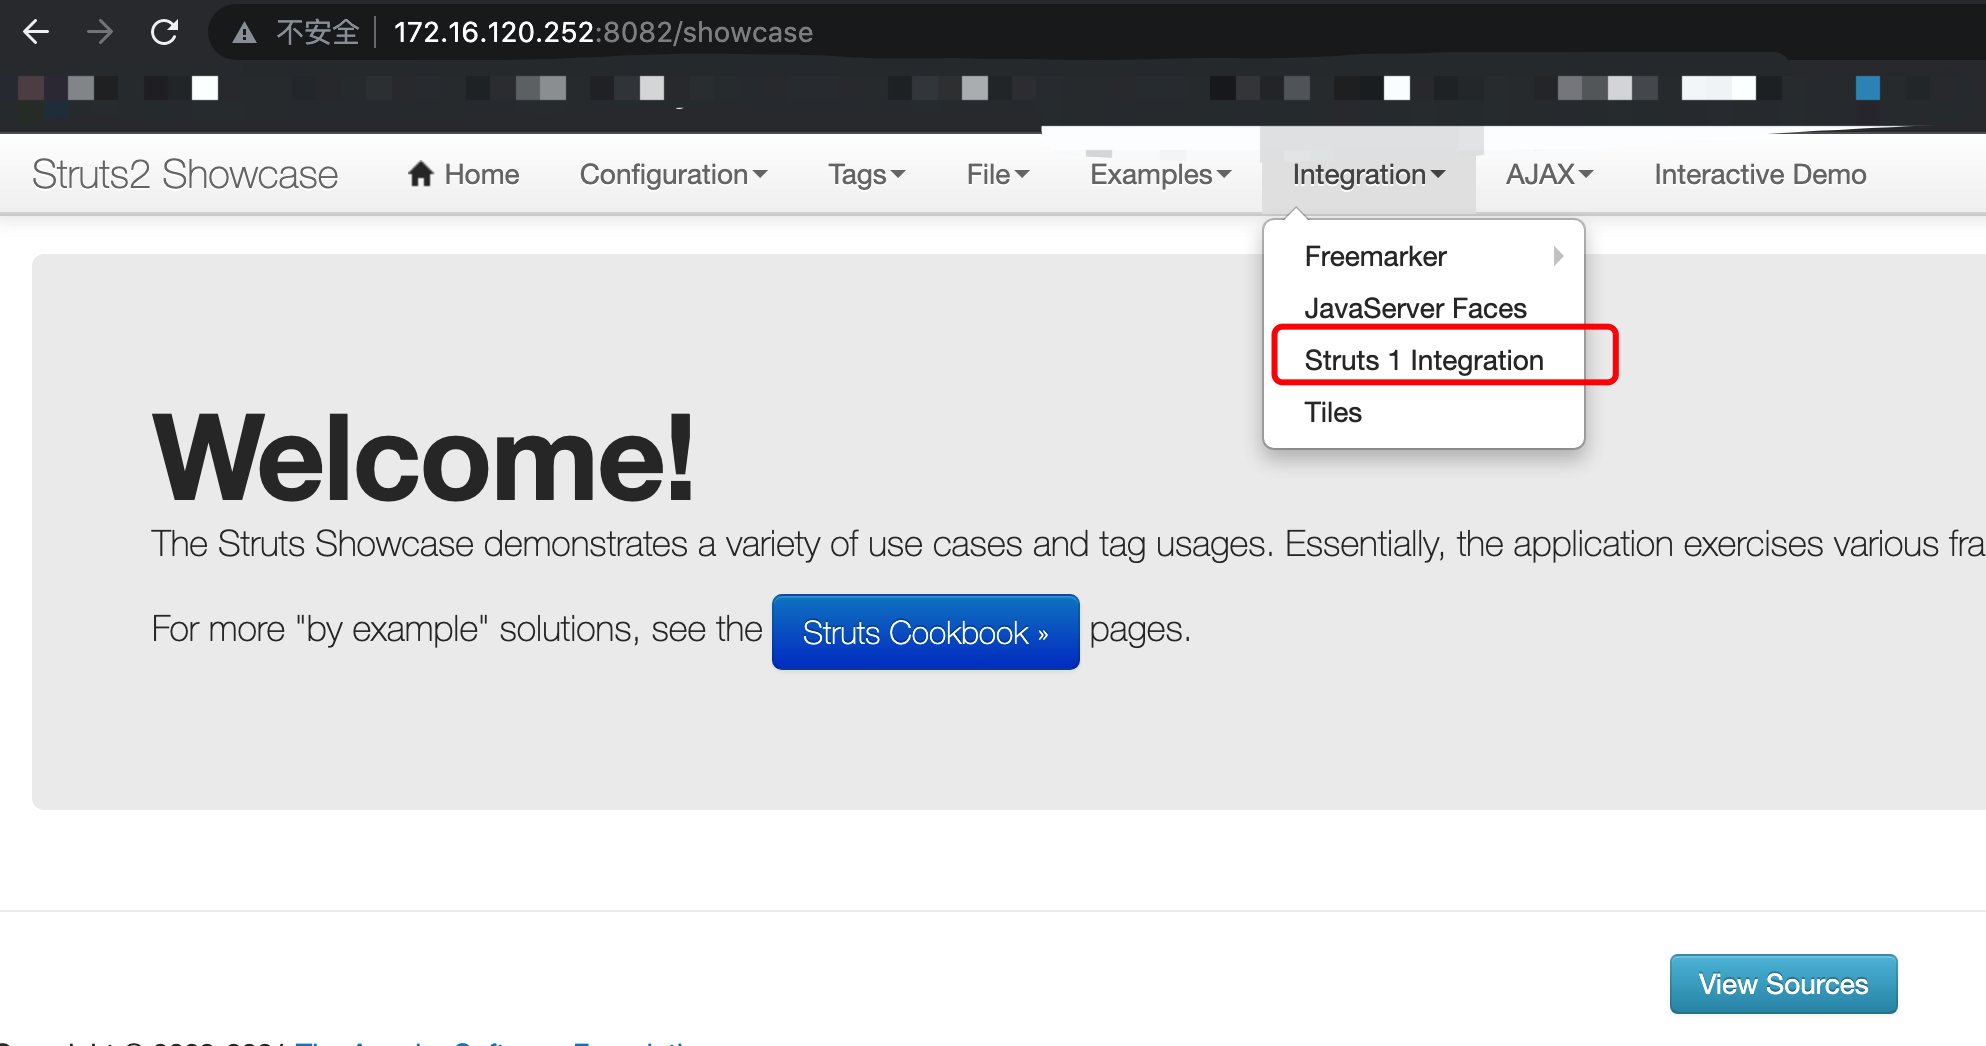 不安全 172.16.120.252:8082/showcase
Struts2 Showcase Home Configuration Tags File Examples Integration AJAX Interactive Demo
Freemarker
JavaServer Faces
Struts 1 Integration
Tiles
Welcome!
The Struts Showcase demonstrates a variety of use cases and tag usages. Essentially, the application exercises various fra
For more "by example" solutions, see the Struts Cookbook » pages.
View Sources